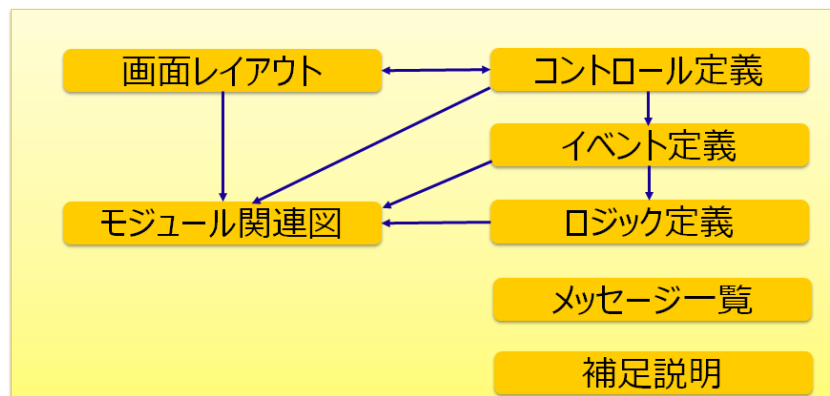 画面レイアウト
コントロール定義
イベント定義
モジュール関連図
ロジック定義
メッセージ一覧
補足説明